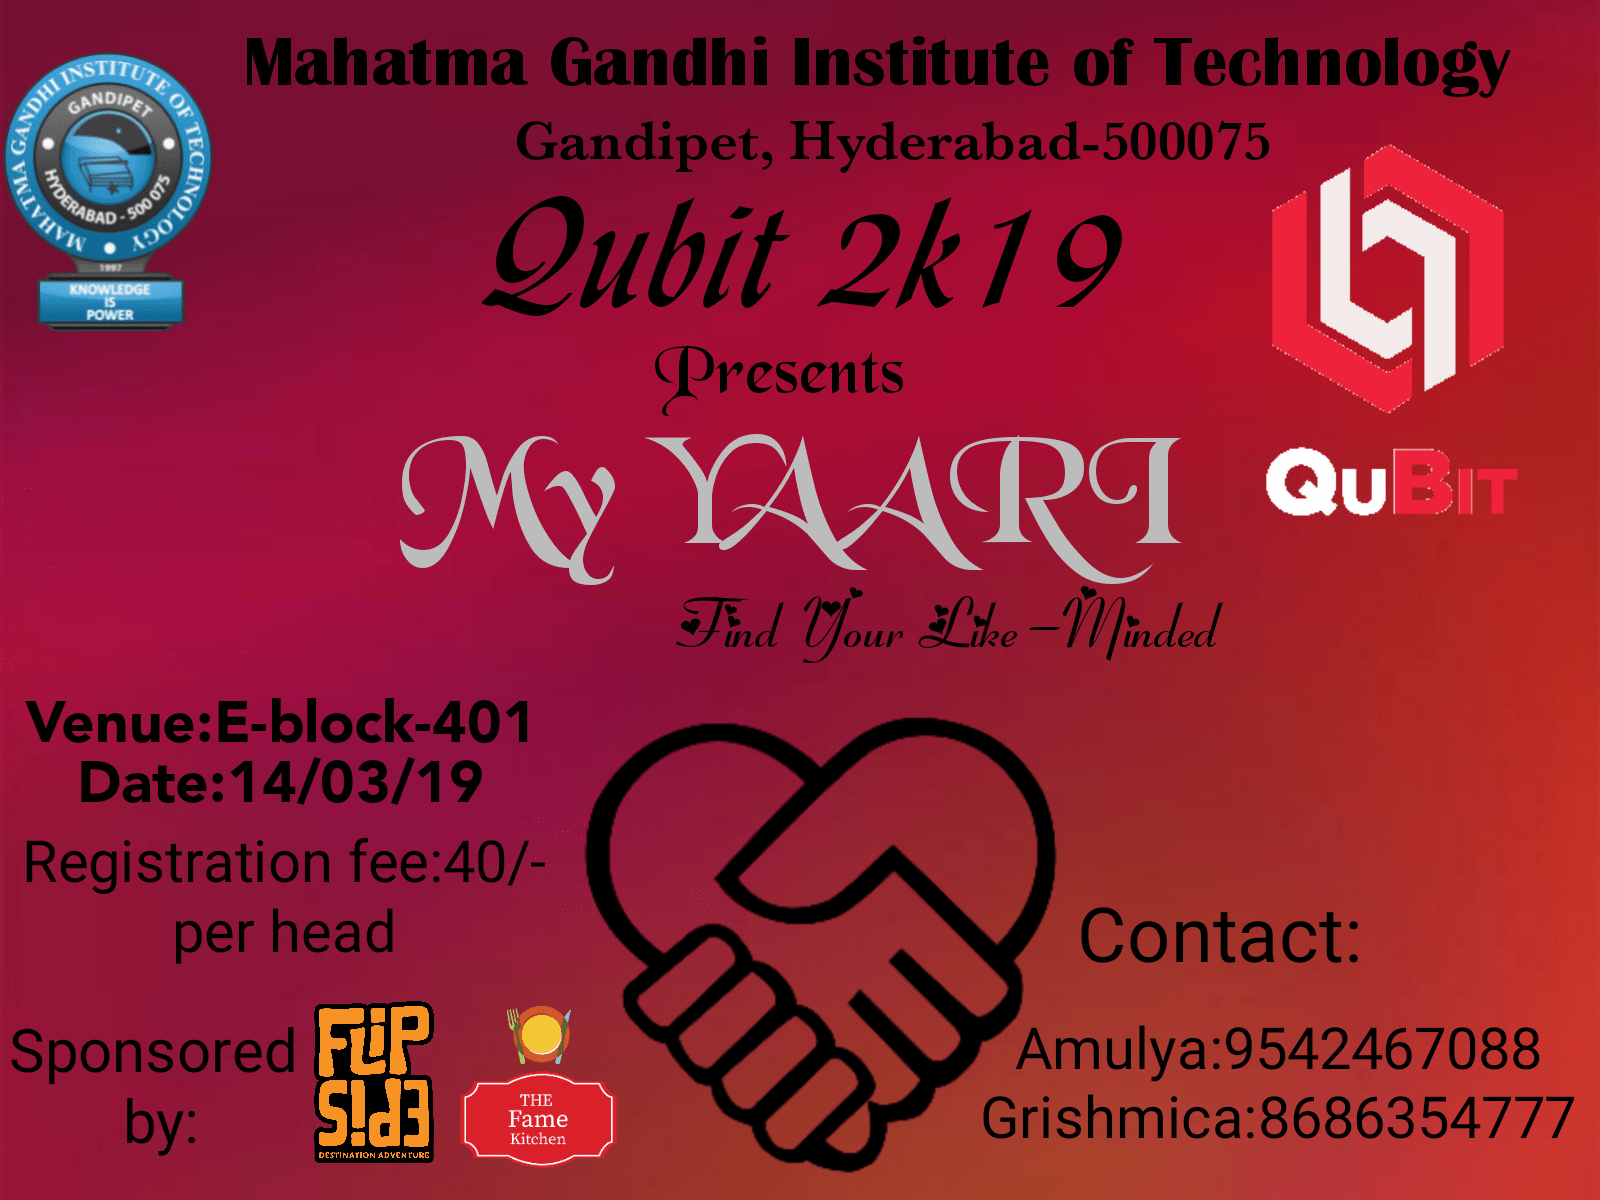 Mahatma Gandhi Institute of Technology
Gandipet, Hyderabad-500075
MAHATMA GANDHI INSTITUTE OF TECHNOLOGY
GANDIPET
HYDERABAD - 500 075
1997
KNOWLEDGE
IS
POWER
Qubit 2k19
Presents
My YAARI
Find Your Like-Minded
QuBit
Venue:E-block-401
Date:14/03/19
Registration fee:40/-
per head
Sponsored
by:
FLiP
SIDE
DESTINATION ADVENTURE
THE
Fame
Kitchen
Contact:
Amulya:9542467088
Grishmica:8686354777